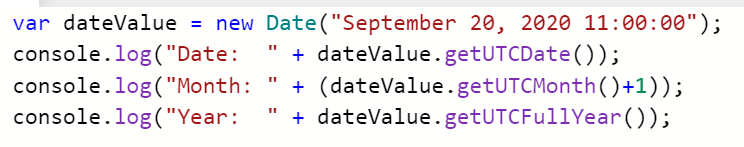 var dateValue = new Date("September 20, 2020 11:00:00");
console.log("Date:  " + dateValue.getUTCDate());
console.log("Month: " + (dateValue.getUTCMonth()+1));
console.log("Year:  " + dateValue.getUTCFullYear());